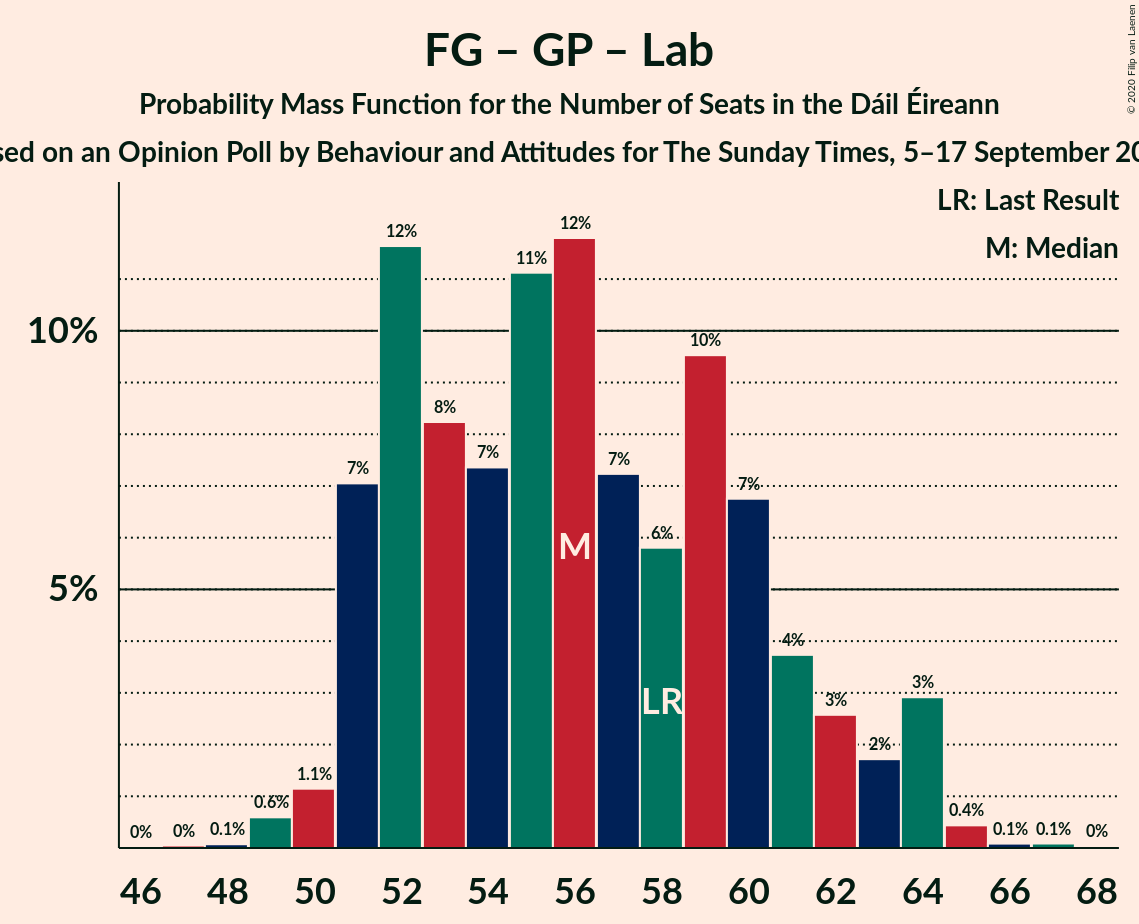 FG – GP – Lab
Probability Mass Function for the Number of Seats in the Dáil Éireann
on an Opinion Poll by Behaviour and Attitudes for The Sunday Times, 5–17 September
© 2020 Filip van Laenen
LR: Last Result
M: Median
10%
5%
0% 0% 0.1% 0.6% 1.1% 7% 12% 8% 7% 11% 12% 7% 6% 10% 7% 4% 3% 2% 3% 0.4% 0.1% 0.1% 0%
M
LR
46 48 50 52 54 56 58 60 62 64 66 68